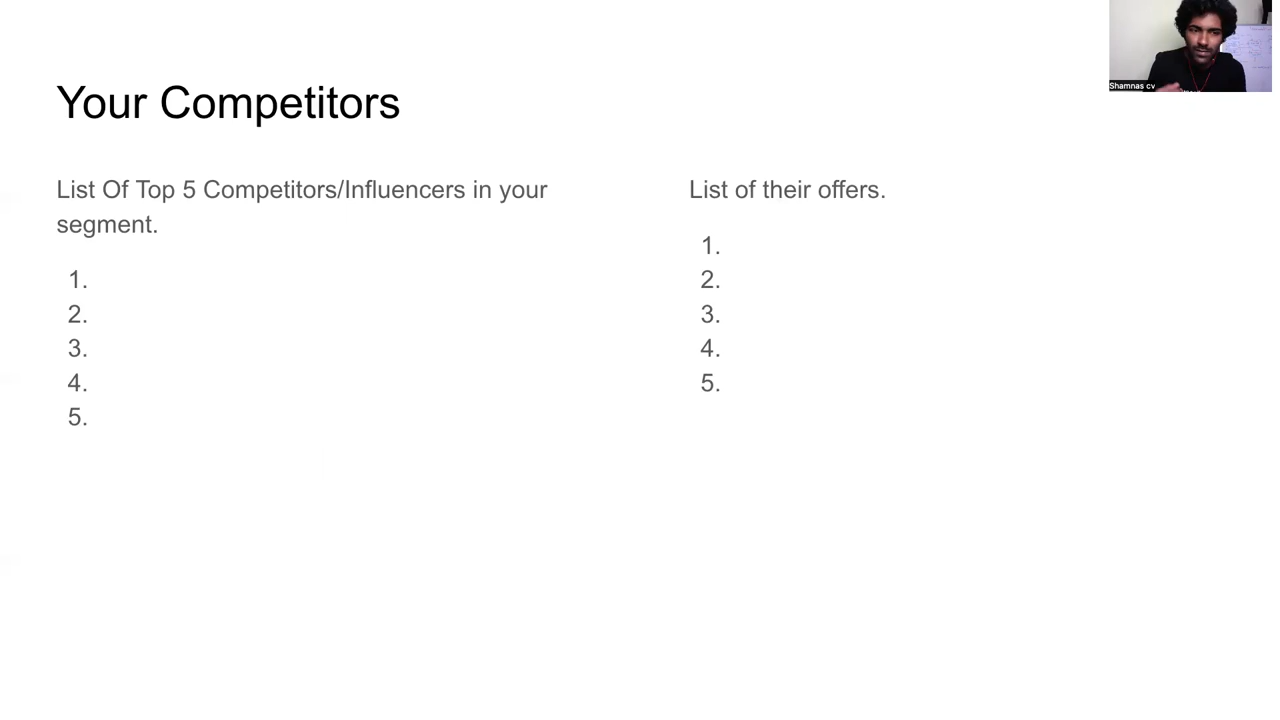 Your Competitors
List Of Top 5 Competitors/Influencers in your
segment.
1.
2.
3.
4.
5.
List of their offers.
1.
2.
3.
4.
5.
Shamnas cv